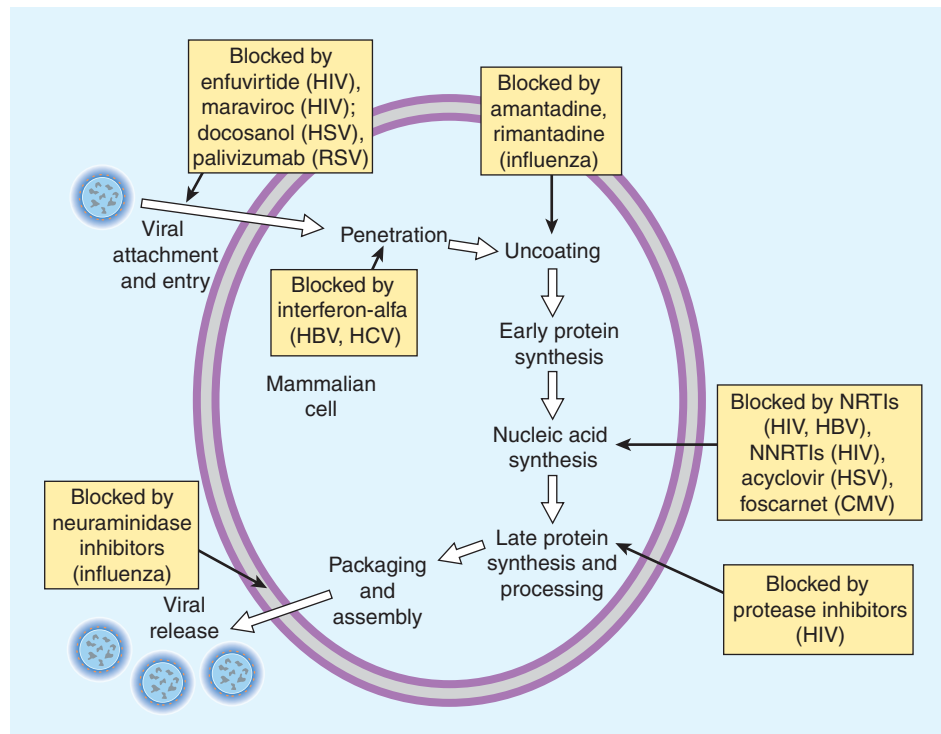 Blocked by
enfuvirtide (HIV),
maraviroc (HIV);
docosanol (HSV),
palivizumab (RSV)
Blocked by
amantadine,
rimantadine
(influenza)
Viral
attachment
and entry
Penetration
Uncoating
Blocked by
interferon-alfa
(HBV, HCV)
Early protein
synthesis
Mammalian
cell
Nucleic acid
synthesis
Blocked by NRTIs
(HIV, HBV),
NNRTIs (HIV),
acyclovir (HSV),
foscarnet (CMV)
Blocked by
neuraminidase
inhibitors
(influenza)
Late protein
synthesis and
processing
Packaging
and
assembly
Blocked by
protease inhibitors
(HIV)
Viral
release